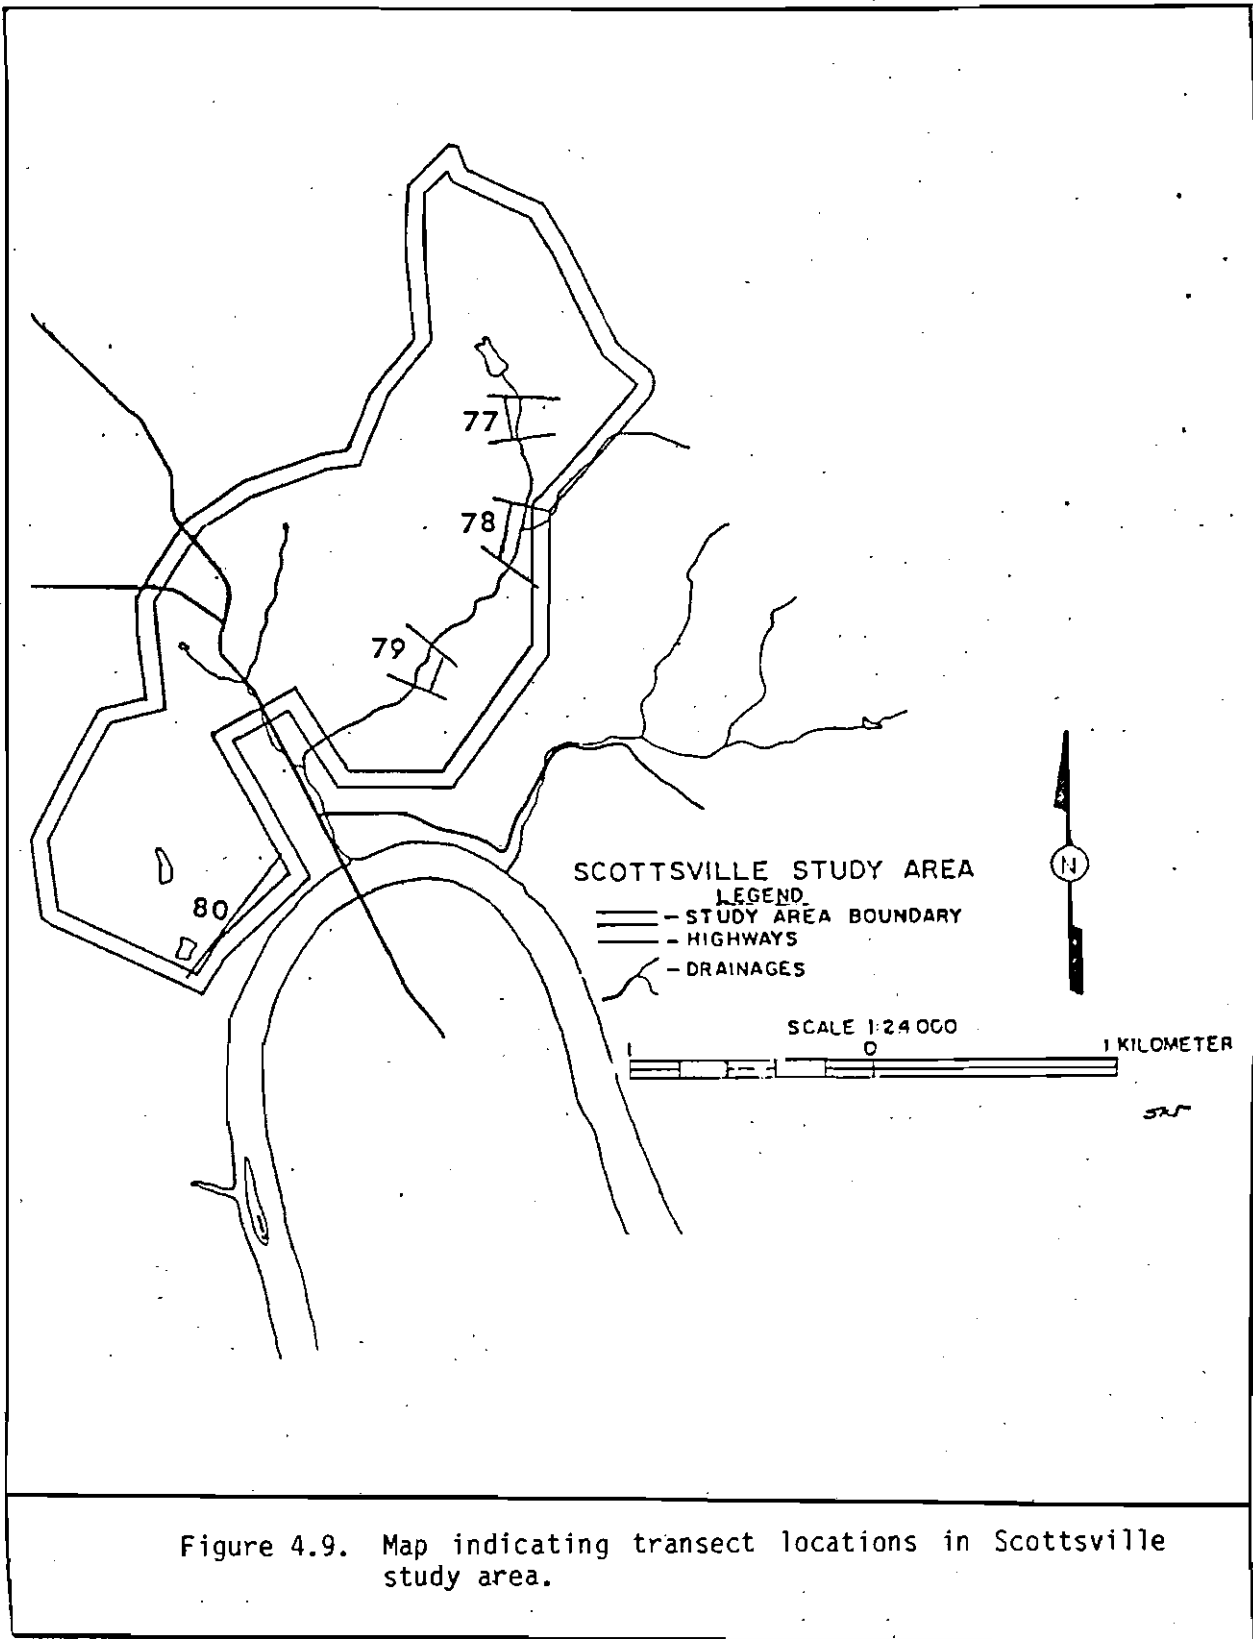 77
78
79
80
SCOTTSVILLE STUDY AREA
LEGEND
- STUDY AREA BOUNDARY
- HIGHWAYS
- DRAINAGES
N
SCALE 1:24 000
1 0 1 KILOMETER
Figure 4.9. Map indicating transect locations in Scottsville
study area.